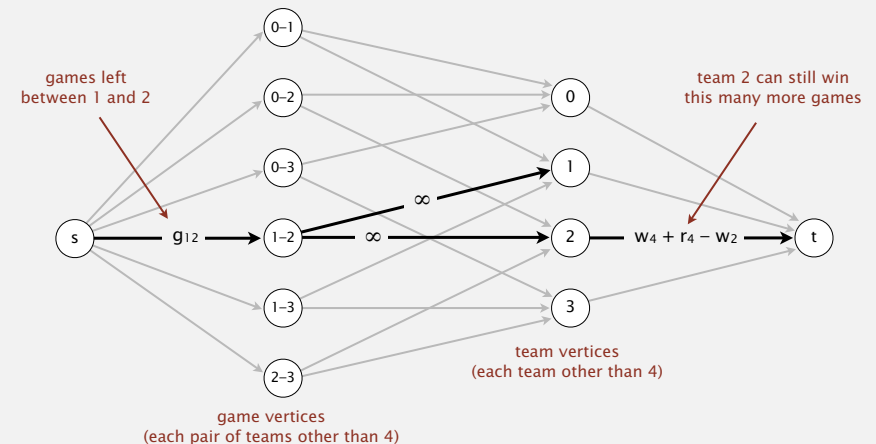 0–1
games left
between 1 and 2
team 2 can still win
this many more games
0–2
0
0–3
1
∞
s
g12
1–2
∞
2
w4 + r4 − w2
t
1–3
3
team vertices
(each team other than 4)
2–3
game vertices
(each pair of teams other than 4)